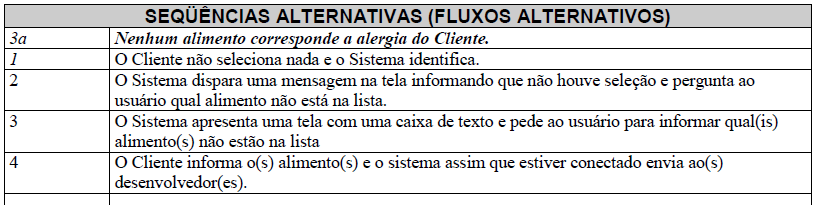 SEQÜÊNCIAS ALTERNATIVAS (FLUXOS ALTERNATIVOS)
3a Nenhum alimento corresponde a alergia do Cliente.
1 O Cliente não seleciona nada e o Sistema identifica.
2 O Sistema dispara uma mensagem na tela informando que não houve seleção e pergunta ao
usuário qual alimento não está na lista.
3 O Sistema apresenta uma tela com uma caixa de texto e pede ao usuário para informar qual(is)
alimento(s) não estão na lista
4 O Cliente informa o(s) alimento(s) e o sistema assim que estiver conectado envia ao(s)
desenvolvedor(es).